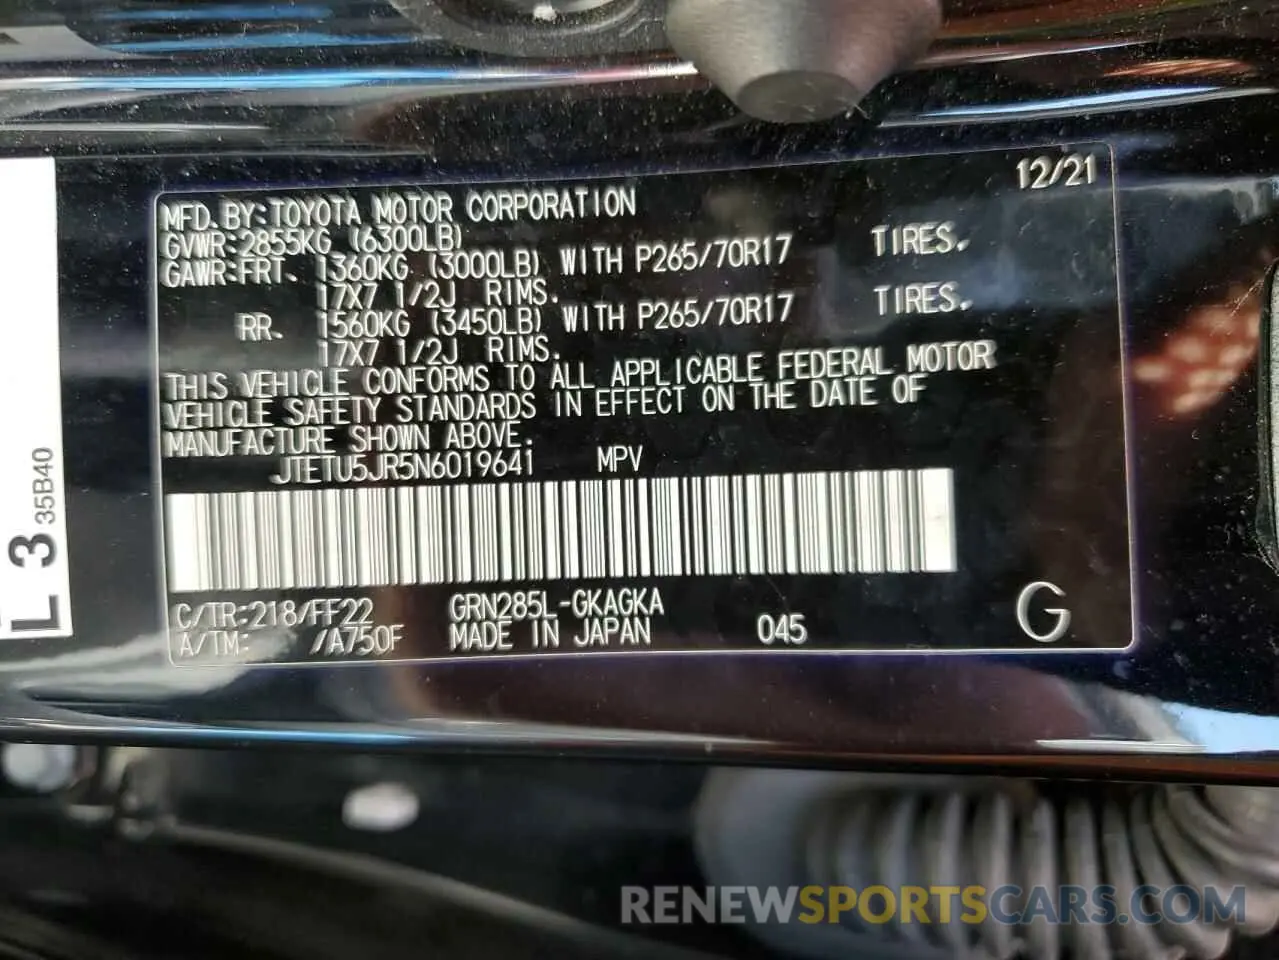 12/21
MFD. BY: TOYOTA MOTOR CORPORATION
GVWR: 2855KG (6300LB)
GAWR: FRT. 1360KG (3000LB) WITH P265/70R17 TIRES.
17X7 1/2J RIMS.
RR. 1560KG (3450LB) WITH P265/70R17 TIRES.
17X7 1/2J RIMS.
THIS VEHICLE CONFORMS TO ALL APPLICABLE FEDERAL MOTOR
VEHICLE SAFETY STANDARDS IN EFFECT ON THE DATE OF
MANUFACTURE SHOWN ABOVE.
JTETU5JR5N6019641 MPV
C/TR: 218/FF22 GRN285L-GKAGKA
A/TM: /A750F MADE IN JAPAN 045 G
L 3 35B40
RENEWSPORTSCARS.COM